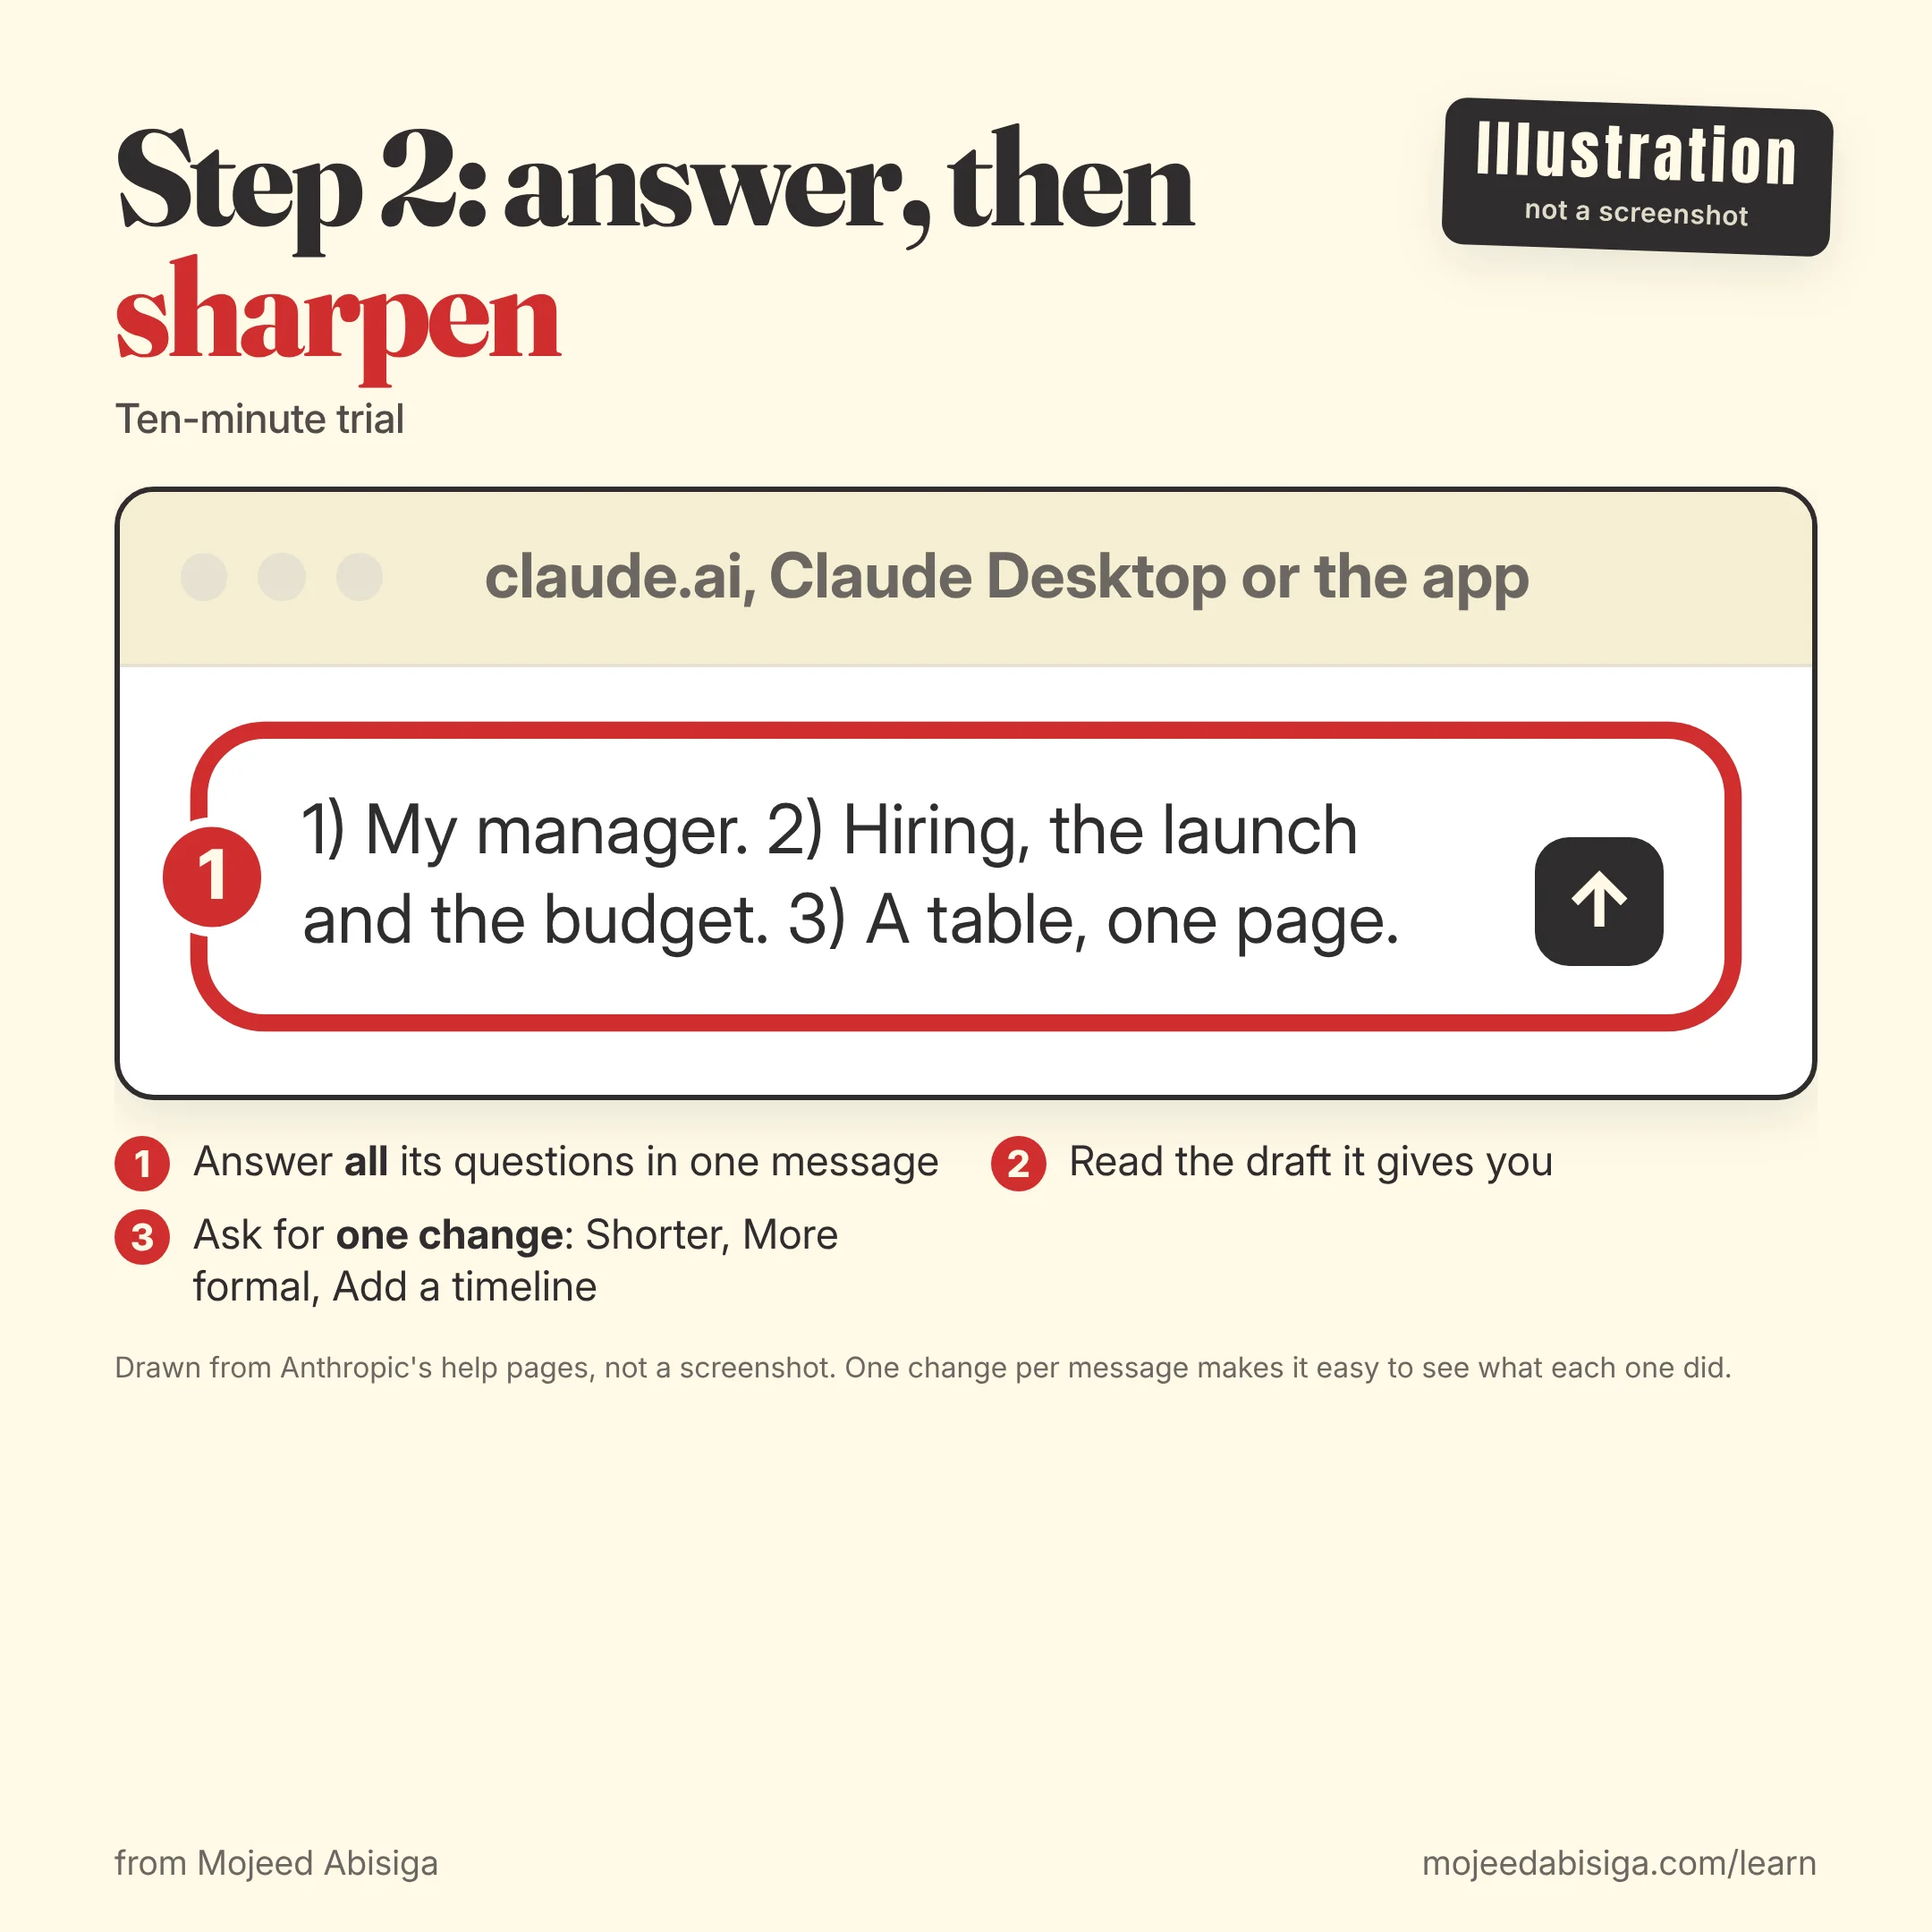 Step 2: answer, then
sharpen
Illustration
not a screenshot
Ten-minute trial
claude.ai, Claude Desktop or the app
1
1) My manager. 2) Hiring, the launch
and the budget. 3) A table, one page.
1 Answer all its questions in one message
2 Read the draft it gives you
3 Ask for one change: Shorter, More
formal, Add a timeline
Drawn from Anthropic's help pages, not a screenshot. One change per message makes it easy to see what each one did.
from Mojeed Abisiga
mojeedabisiga.com/learn